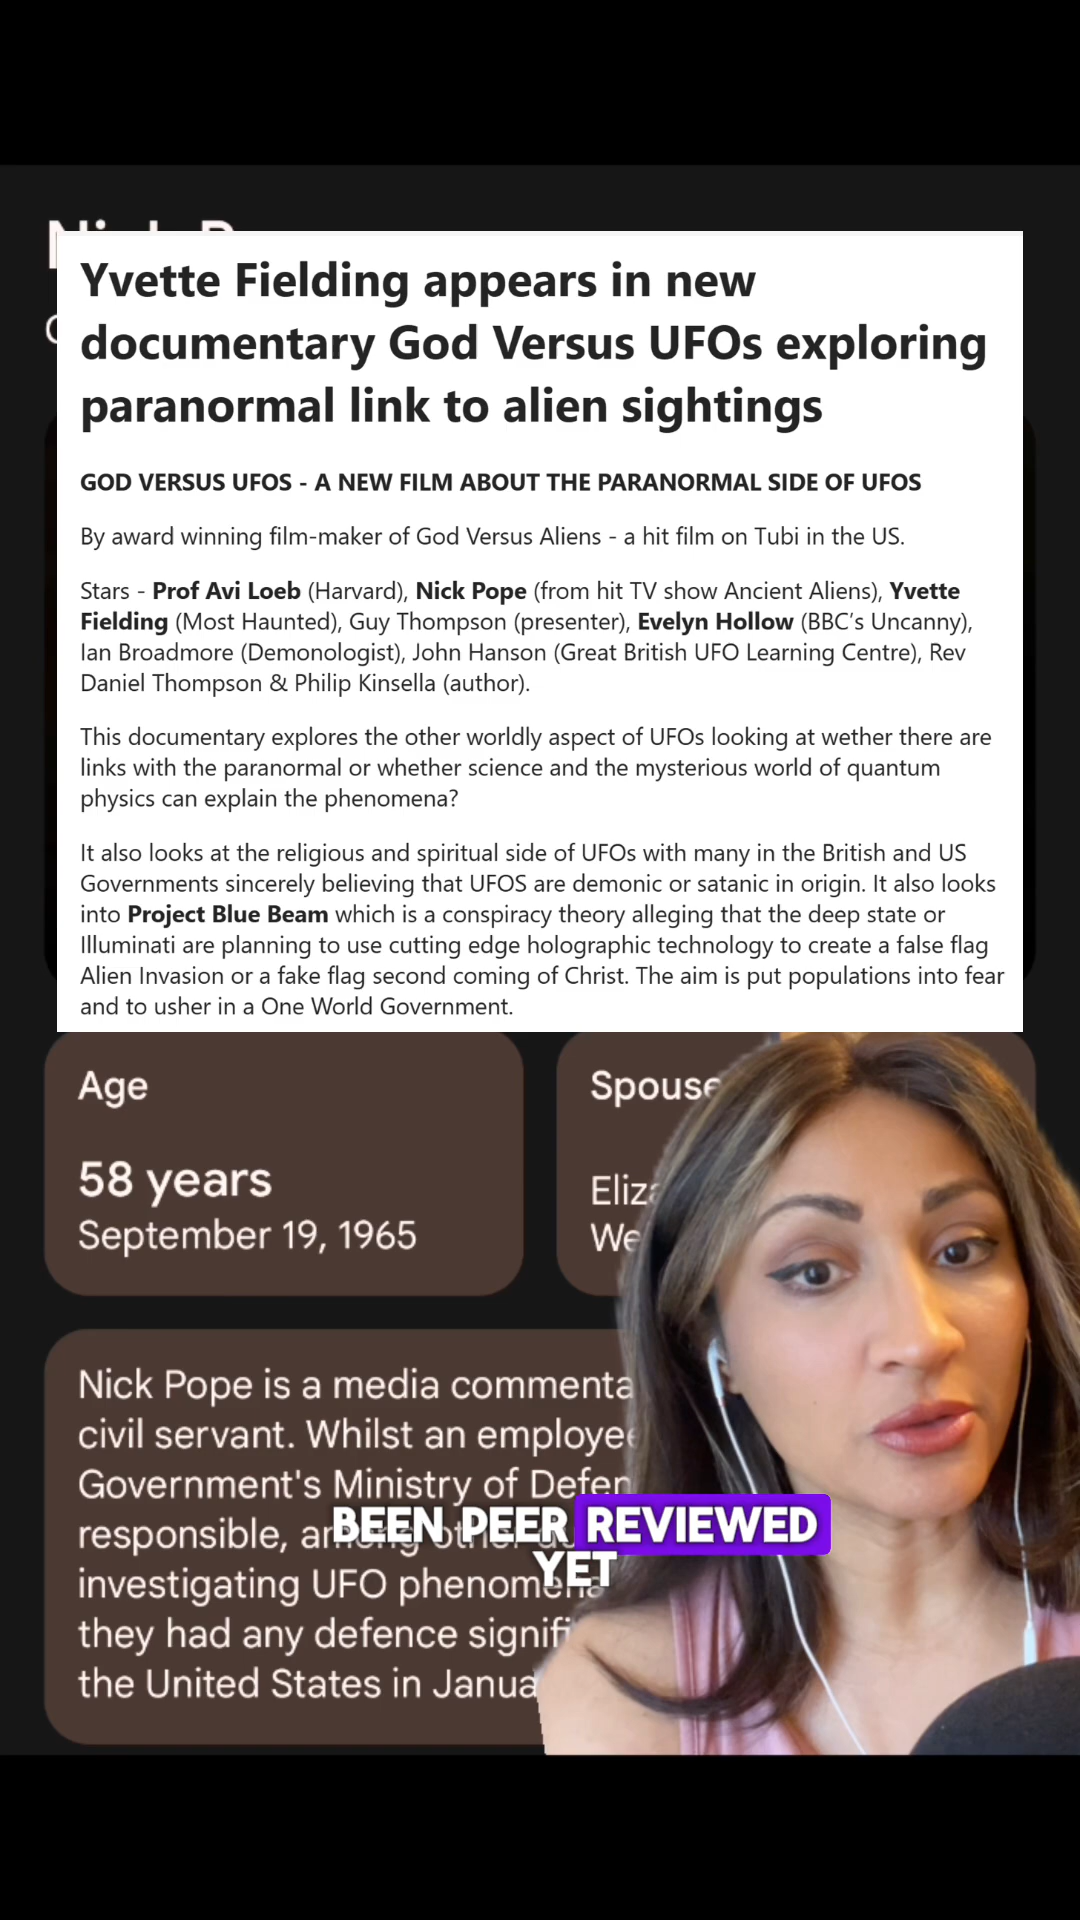 Yvette Fielding appears in new
documentary God Versus UFOs exploring
paranormal link to alien sightings
GOD VERSUS UFOS - A NEW FILM ABOUT THE PARANORMAL SIDE OF UFOS
By award winning film-maker of God Versus Aliens - a hit film on Tubi in the US.
Stars - Prof Avi Loeb (Harvard), Nick Pope (from hit TV show Ancient Aliens), Yvette
Fielding (Most Haunted), Guy Thompson (presenter), Evelyn Hollow (BBC’s Uncanny),
Ian Broadmore (Demonologist), John Hanson (Great British UFO Learning Centre), Rev
Daniel Thompson & Philip Kinsella (author).
This documentary explores the other worldly aspect of UFOs looking at wether there are
links with the paranormal or whether science and the mysterious world of quantum
physics can explain the phenomena?
It also looks at the religious and spiritual side of UFOs with many in the British and US
Governments sincerely believing that UFOS are demonic or satanic in origin. It also looks
into Project Blue Beam which is a conspiracy theory alleging that the deep state or
Illuminati are planning to use cutting edge holographic technology to create a false flag
Alien Invasion or a fake flag second coming of Christ. The aim is put populations into fear
and to usher in a One World Government.
Age
Spouse
58 years
September 19, 1965
Nick Pope is a media
civil servant. Whilst an
Government's Ministry of
responsible,
investigating UFO
they had any defence
the United States in
BEEN PEER REVIEWED
YET